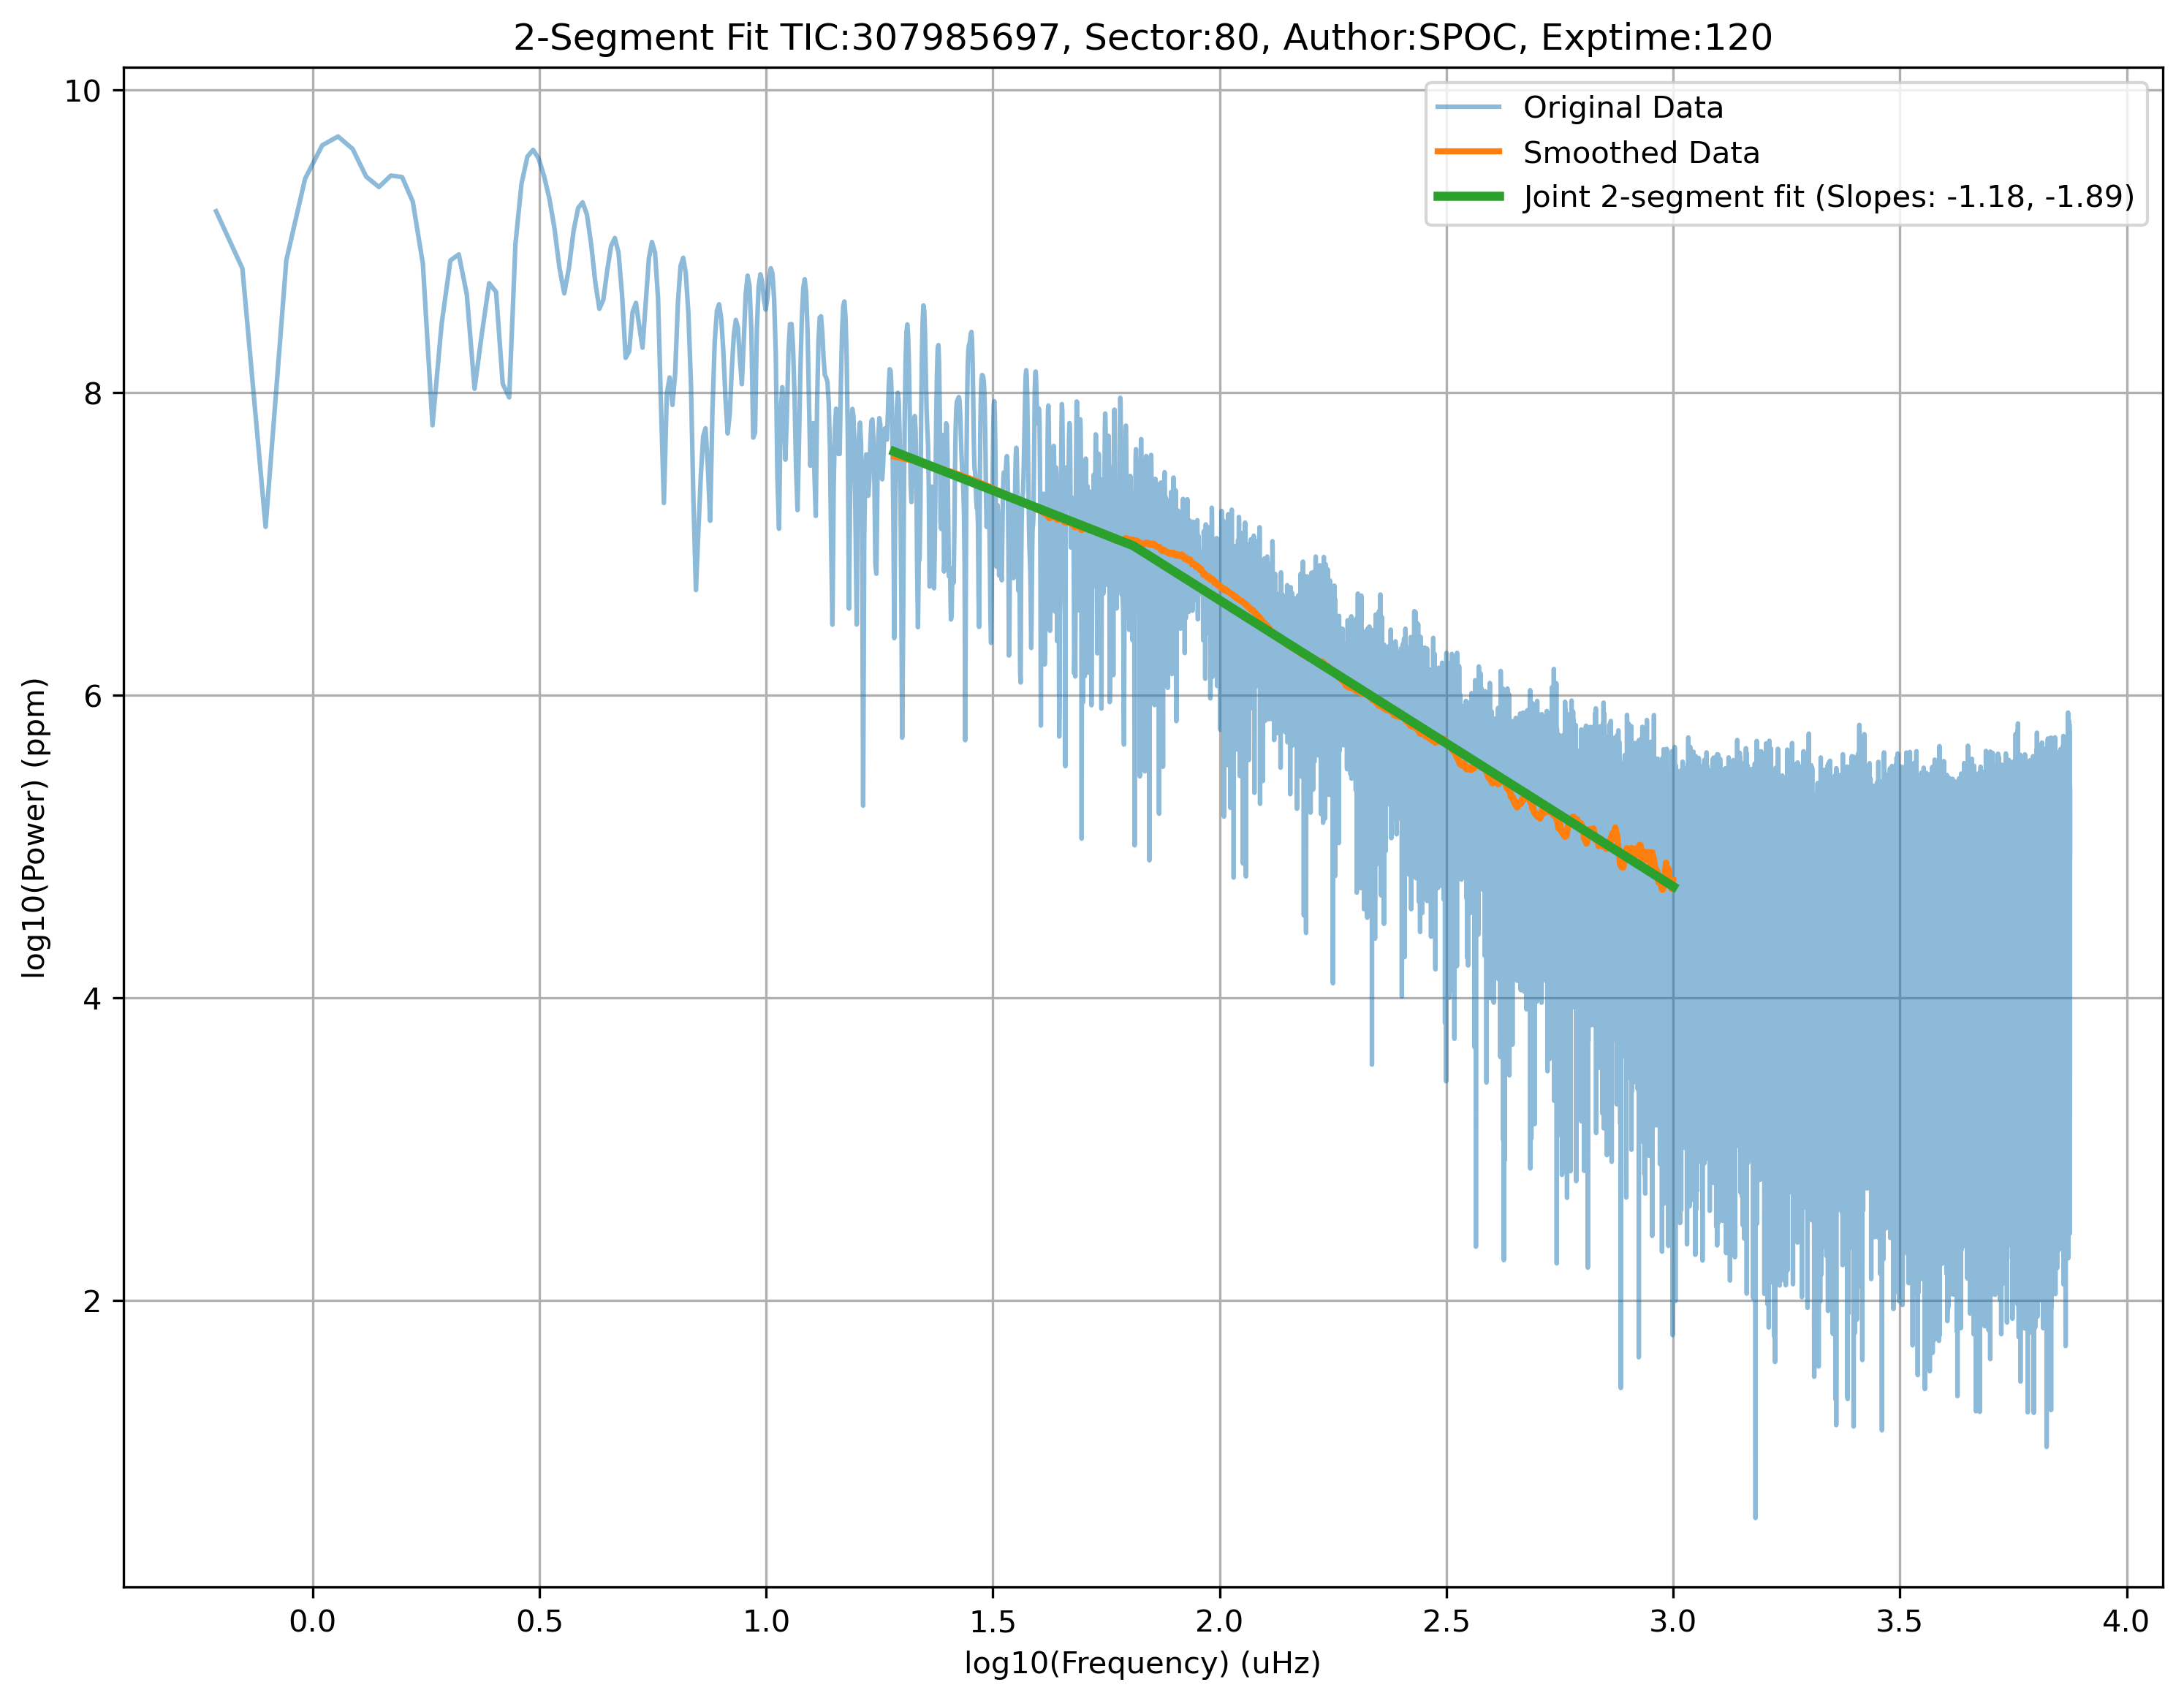 2-Segment Fit TIC:307985697, Sector:80, Author:SPOC, Exptime:120
Original Data
Smoothed Data
Joint 2-segment fit (Slopes: -1.18, -1.89)
log10(Power) (ppm)
10
8
6
4
2
0.0 0.5 1.0 1.5 2.0 2.5 3.0 3.5 4.0
log10(Frequency) (uHz)